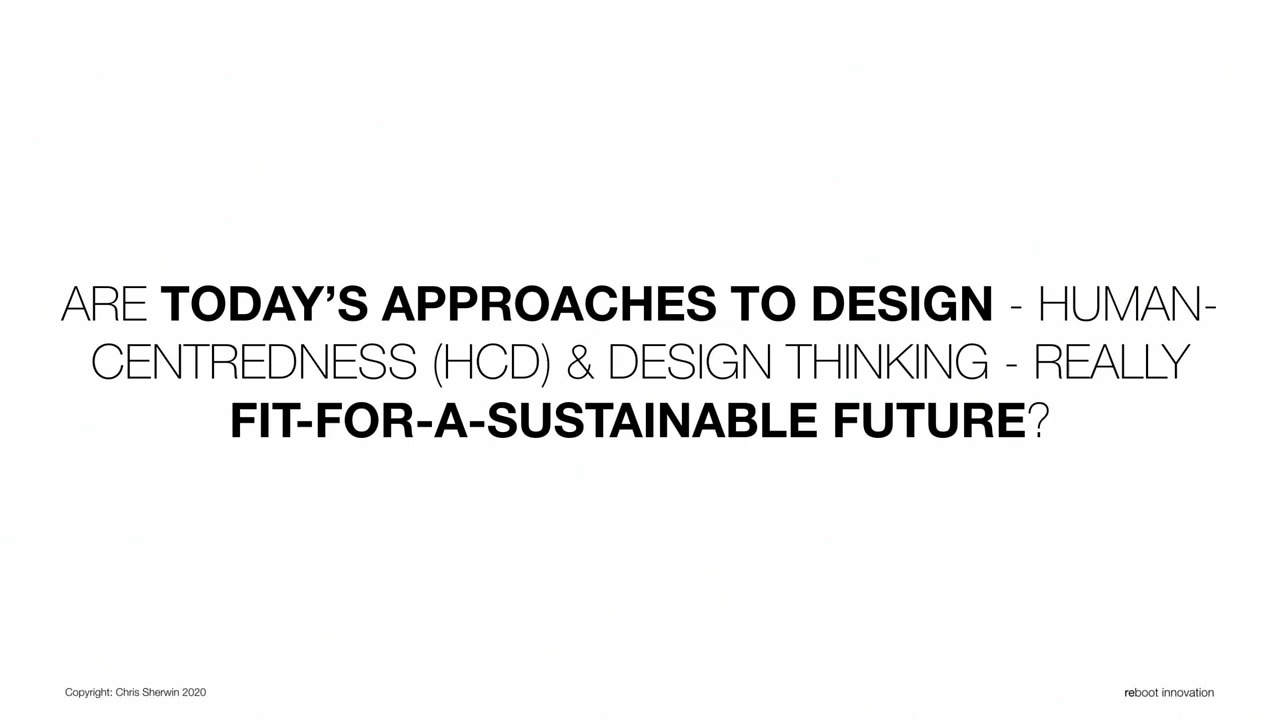 ARE TODAY’S APPROACHES TO DESIGN - HUMAN-
CENTREDNESS (HCD) & DESIGN THINKING - REALLY
FIT-FOR-A-SUSTAINABLE FUTURE?
Copyright: Chris Sherwin 2020
reboot innovation